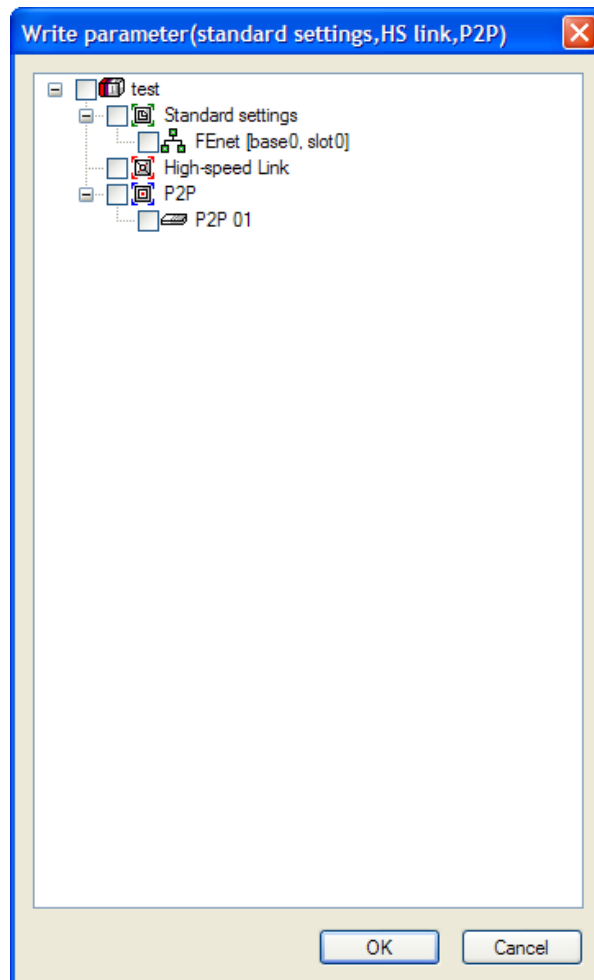 Write parameter(standard settings,HS link,P2P)
test
Standard settings
FEnet [base0, slot0]
High-speed Link
P2P
P2P 01
OK
Cancel